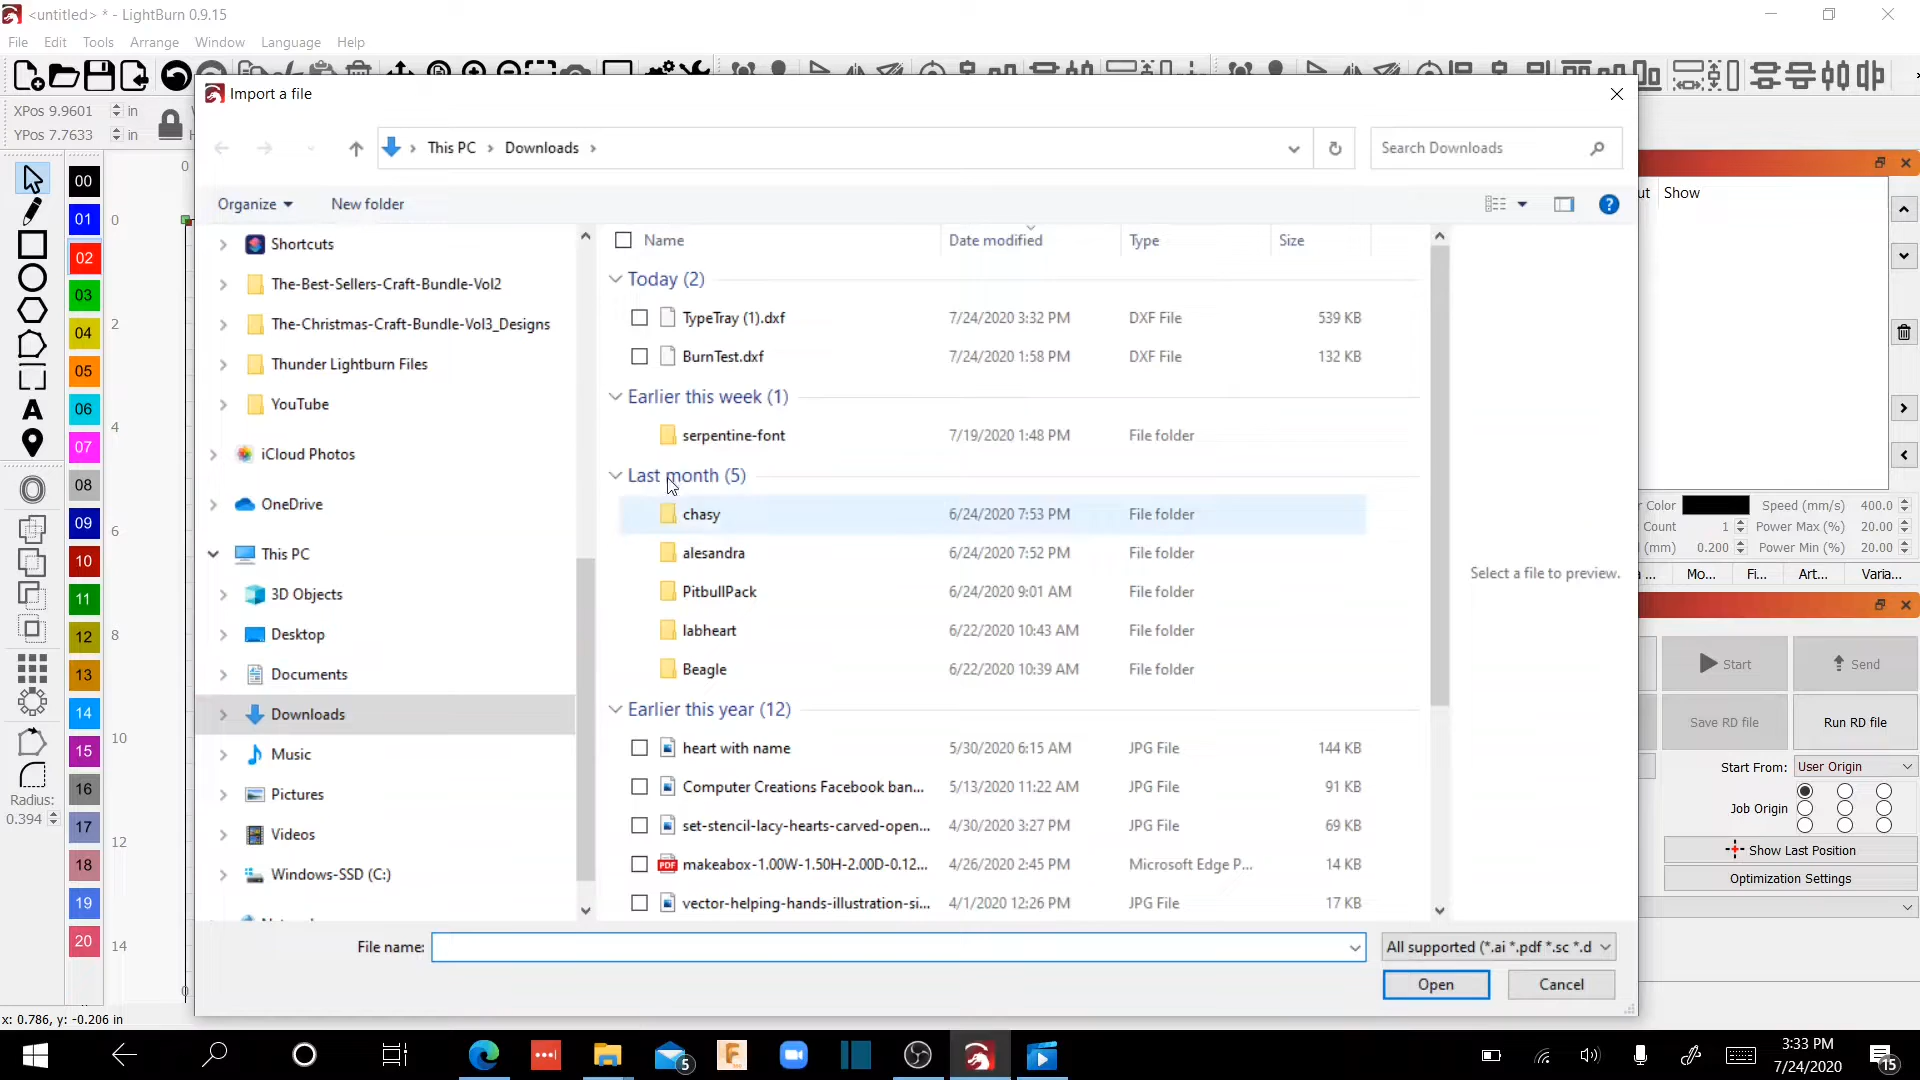 <untitled> * - LightBurn 0.9.15
File Edit Tools Arrange Window Language Help
XPos 9.9601 in
YPos 7.7633 in
Import a file
This PC > Downloads >
Search Downloads
Organize New folder
Shortcuts
The-Best-Sellers-Craft-Bundle-Vol2
The-Christmas-Craft-Bundle-Vol3_Designs
Thunder Lightburn Files
YouTube
iCloud Photos
OneDrive
This PC
3D Objects
Desktop
Documents
Downloads
Music
Pictures
Videos
Windows-SSD (C:)
Name Date modified Type Size
Today (2)
TypeTray (1).dxf 7/24/2020 3:32 PM DXF File 539 KB
BurnTest.dxf 7/24/2020 1:58 PM DXF File 132 KB
Earlier this week (1)
serpentine-font 7/19/2020 1:48 PM File folder
Last month (5)
chasy 6/24/2020 7:53 PM File folder
alesandra 6/24/2020 7:52 PM File folder
PitbullPack 6/24/2020 9:01 AM File folder
labheart 6/22/2020 10:43 AM File folder
Beagle 6/22/2020 10:39 AM File folder
Earlier this year (12)
heart with name 5/30/2020 6:15 AM JPG File 144 KB
Computer Creations Facebook ban... 5/13/2020 11:22 AM JPG File 91 KB
set-stencil-lacy-hearts-carved-open... 4/30/2020 3:27 PM JPG File 69 KB
makeabox-1.00W-1.50H-2.00D-0.12... 4/26/2020 2:45 PM Microsoft Edge P... 14 KB
vector-helping-hands-illustration-si... 4/1/2020 12:26 PM JPG File 17 KB
Select a file to preview.
File name:
All supported (*.ai *.pdf *.sc *.d
Open Cancel
00
01
02
03
04
05
06
07
08
09
10
11
12
13
14
15
16
17
18
19
20
0
0
2
4
6
8
10
12
14
Radius:
0.394
ut Show
r Color Speed (mm/s) 400.0
Count 1 Power Max (%) 20.00
(mm) 0.200 Power Min (%) 20.00
a ... Mo... Fi... Art... Varia...
Start Send
Save RD file Run RD file
Start From: User Origin
Job Origin
Show Last Position
Optimization Settings
x: 0.786, y: -0.206 in
PDF
5
3:33 PM
7/24/2020
15